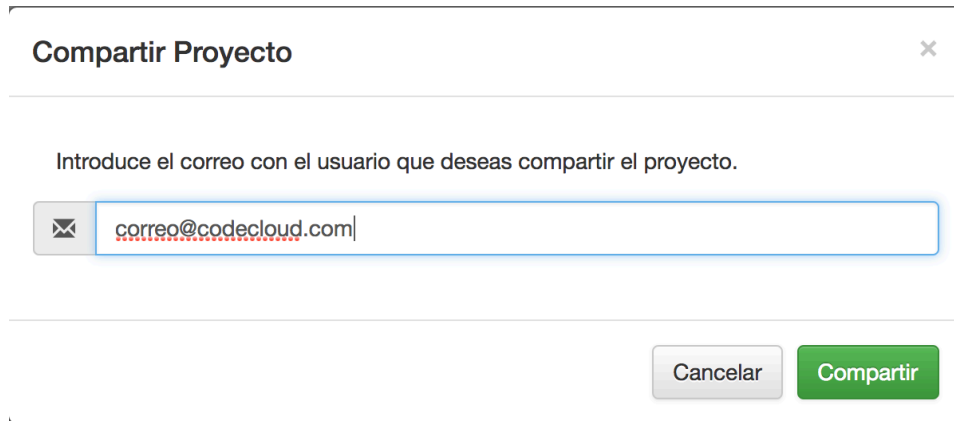 Compartir Proyecto
×
Introduce el correo con el usuario que deseas compartir el proyecto.
correo@codecloud.com
Cancelar
Compartir